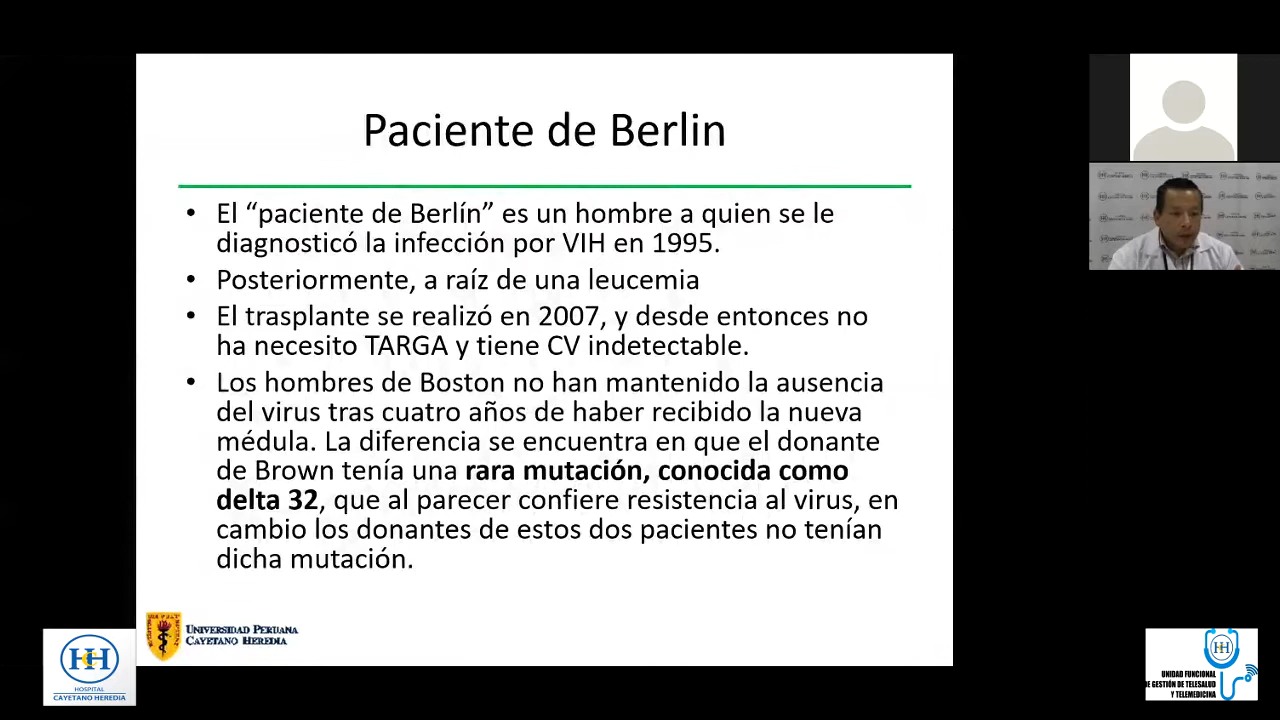 Paciente de Berlin
• El “paciente de Berlín” es un hombre a quien se le
diagnosticó la infección por VIH en 1995.
• Posteriormente, a raíz de una leucemia
• El trasplante se realizó en 2007, y desde entonces no
ha necesito TARGA y tiene CV indetectable.
• Los hombres de Boston no han mantenido la ausencia
del virus tras cuatro años de haber recibido la nueva
médula. La diferencia se encuentra en que el donante
de Brown tenía una rara mutación, conocida como
delta 32, que al parecer confiere resistencia al virus, en
cambio los donantes de estos dos pacientes no tenían
dicha mutación.
UNIVERSIDAD PERUANA
CAYETANO HEREDIA
HCH
HOSPITAL
CAYETANO HEREDIA
UNIDAD FUNCIONAL
DE GESTIÓN DE TELESALUD
Y TELEMEDICINA